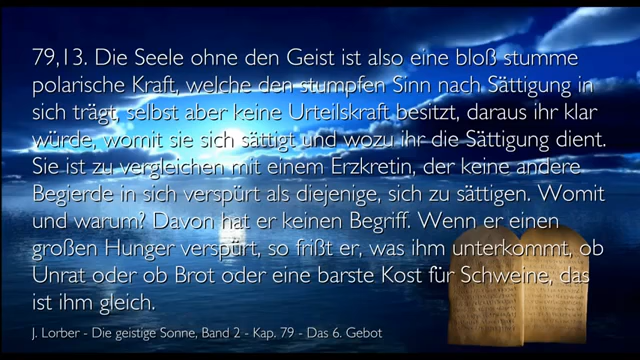 79,13. Die Seele ohne den Geist ist also eine bloß stumme
polarische Kraft, welche den stumpfen Sinn nach Sättigung in
sich trägt, selbst aber keine Urteilskraft besitzt, daraus ihr klar
würde, womit sie sich sättigt und wozu ihr die Sättigung dient.
Sie ist zu vergleichen mit einem Erzkretin, der keine andere
Begierde in sich verspürt als diejenige, sich zu sättigen. Womit
und warum? Davon hat er keinen Begriff. Wenn er einen
großen Hunger verspürt, so frißt er, was ihm unterkommt, ob
Unrat oder ob Brot oder eine barste Kost für Schweine, das
ist ihm gleich.
J. Lorber - Die geistige Sonne, Band 2 - Kap. 79 - Das 6. Gebot